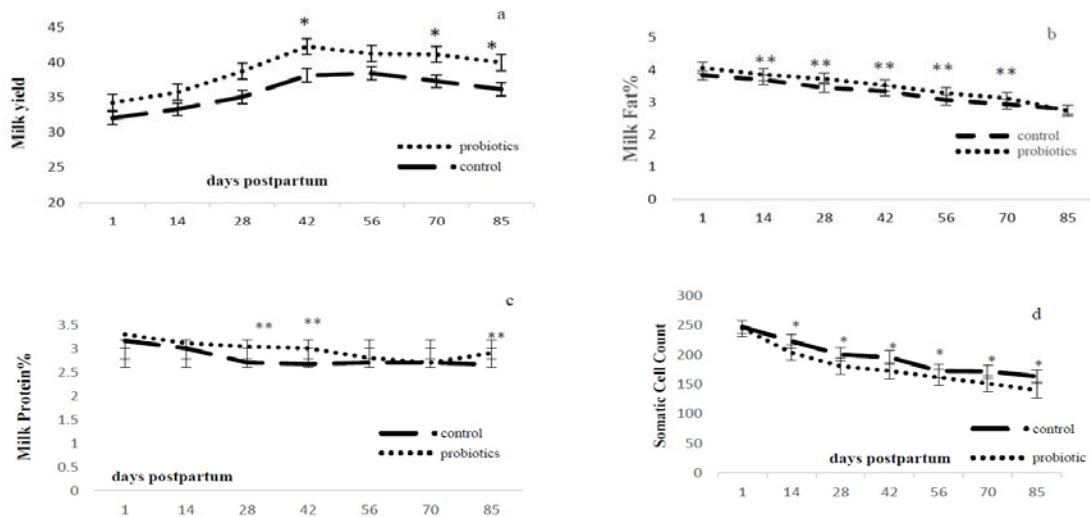 a
Milk yield
45
40
35
30
25
20
* * *
probiotics
control
days postpartum
1 14 28 42 56 70 85
b
Milk Fat%
5
4
3
2
1
0
** ** ** ** **
control
probiotics
1 14 28 42 56 70 85
c
Milk Protein%
3.5
3
2.5
2
1.5
1
0.5
0
** ** **
control
probiotics
days postpartum
1 14 28 42 56 70 85
d
Somatic Cell Count
300
250
200
150
100
50
0
* * * * * *
control
probiotic
days postpartum
1 14 28 42 56 70 85